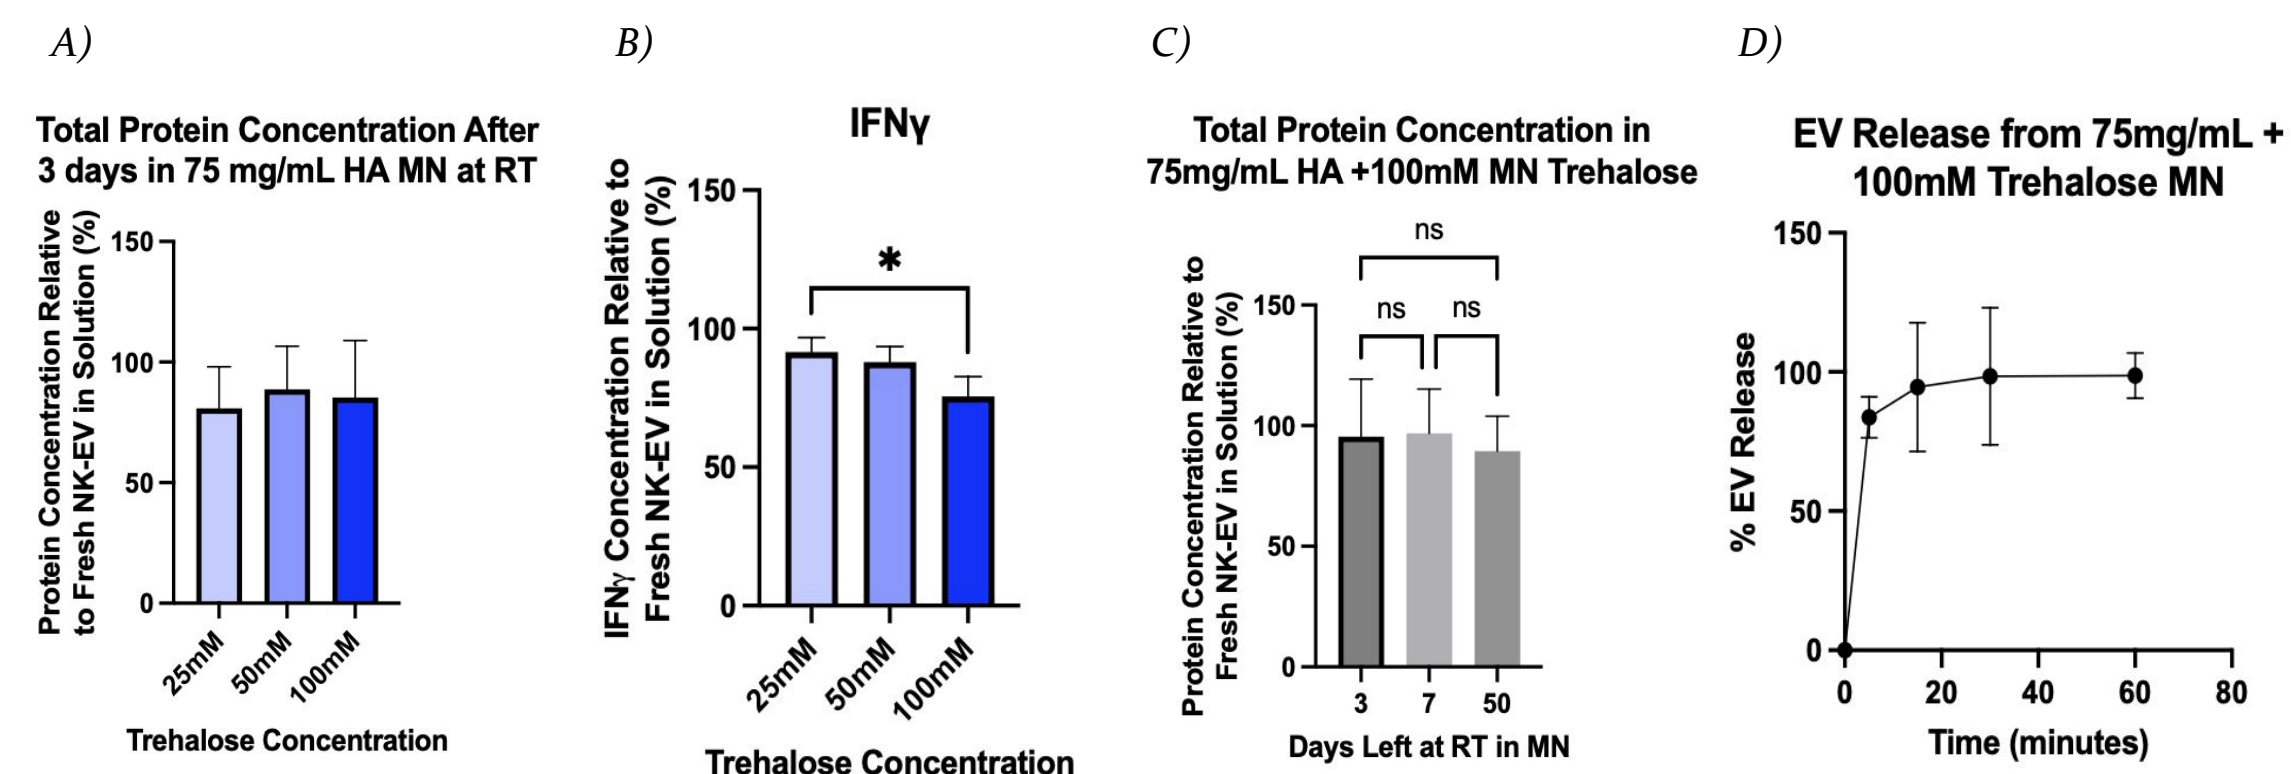 A)
Total Protein Concentration After
3 days in 75 mg/mL HA MN at RT
Protein Concentration Relative
to Fresh NK-EV in Solution (%)
150
100
50
0
25mM
50mM
100mM
Trehalose Concentration
B)
IFNγ
IFNγ Concentration Relative to
Fresh NK-EV in Solution (%)
150
100
50
0
*
25mM
50mM
100mM
Trehalose Concentration
C)
Total Protein Concentration in
75mg/mL HA +100mM MN Trehalose
Protein Concentration Relative to
Fresh NK-EV in Solution (%)
ns
ns
ns
150
100
50
0
3
7
50
Days Left at RT in MN
D)
EV Release from 75mg/mL +
100mM Trehalose MN
% EV Release
150
100
50
0
0
20
40
60
80
Time (minutes)